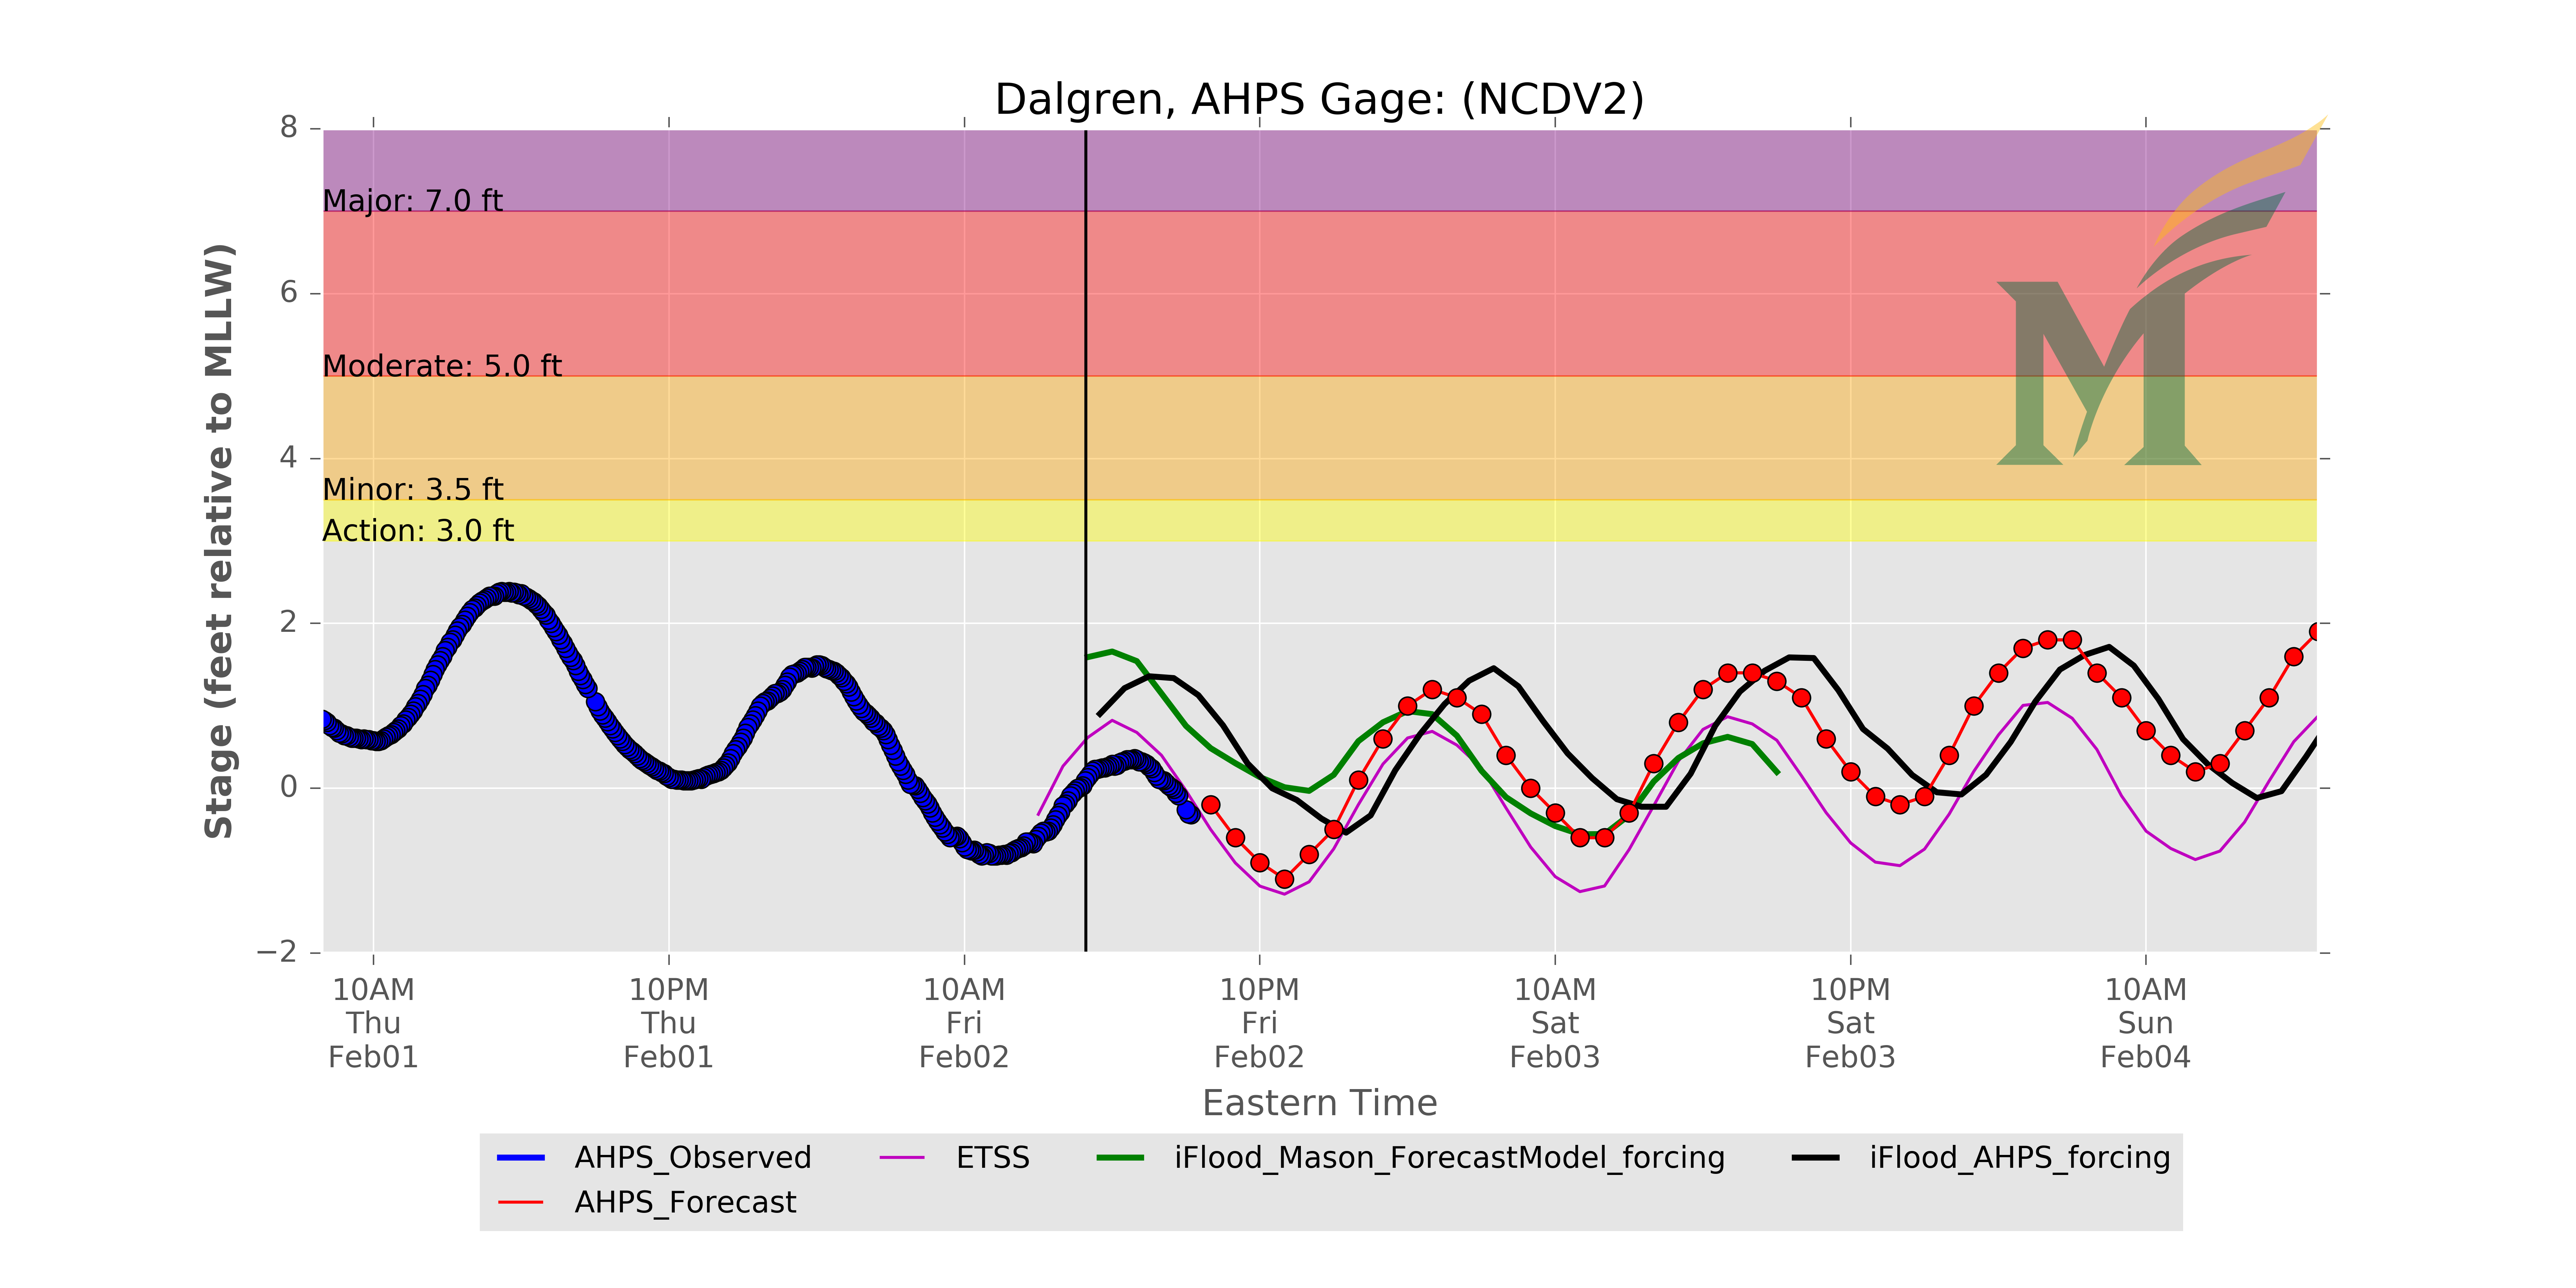 Dalgren, AHPS Gage: (NCDV2)
8
6
4
2
0
−2
Stage (feet relative to MLLW)
Major: 7.0 ft
Moderate: 5.0 ft
Minor: 3.5 ft
Action: 3.0 ft
M
10AM
Thu
Feb01
10PM
Thu
Feb01
10AM
Fri
Feb02
10PM
Fri
Feb02
10AM
Sat
Feb03
10PM
Sat
Feb03
10AM
Sun
Feb04
Eastern Time
AHPS_Observed
AHPS_Forecast
ETSS
iFlood_Mason_ForecastModel_forcing
iFlood_AHPS_forcing